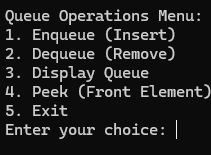 Queue Operations Menu:
1. Enqueue (Insert)
2. Dequeue (Remove)
3. Display Queue
4. Peek (Front Element)
5. Exit
Enter your choice: